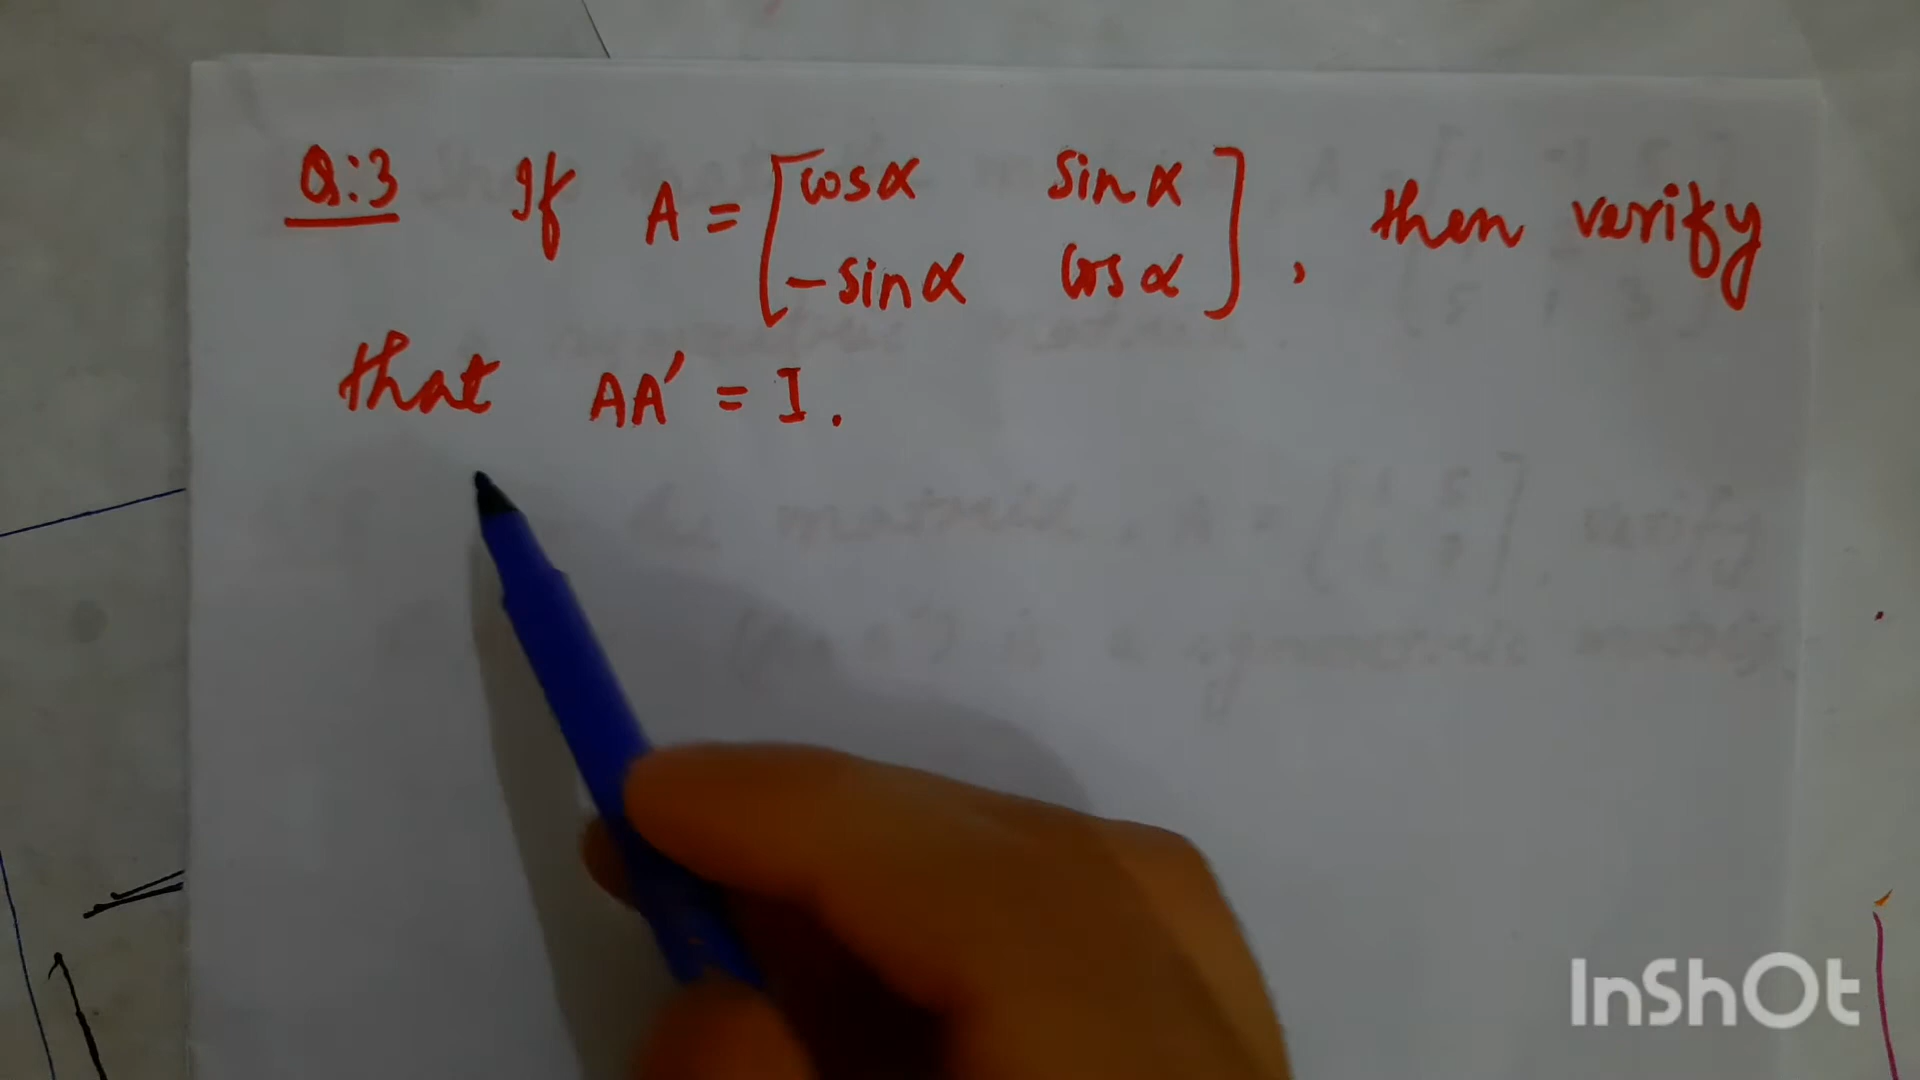 Q:3 If A = [cosα sinα
-sinα cosα], then verify
that AA' = I.
InShOt